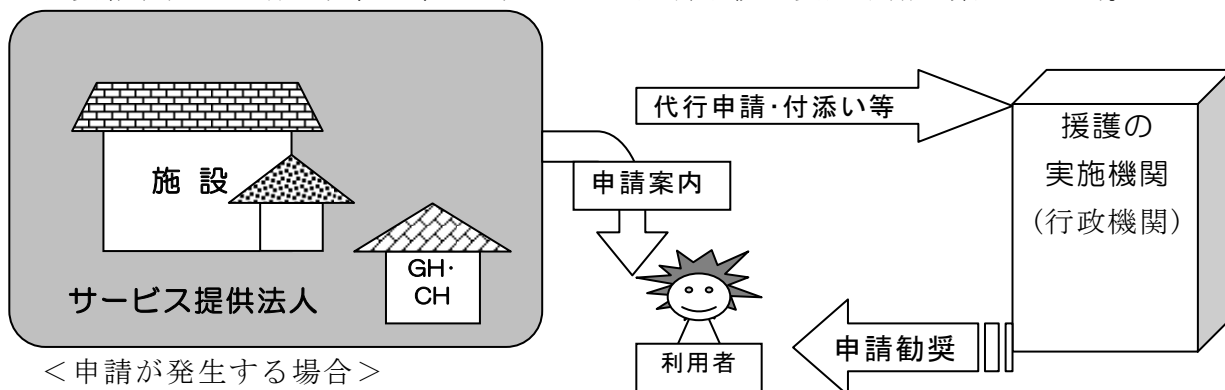 代行申請・付添い等
援護の
実施機関
（行政機関）
施 設
申請案内
GH・
CH
サービス提供法人
申請勧奨
利用者
＜申請が発生する場合＞